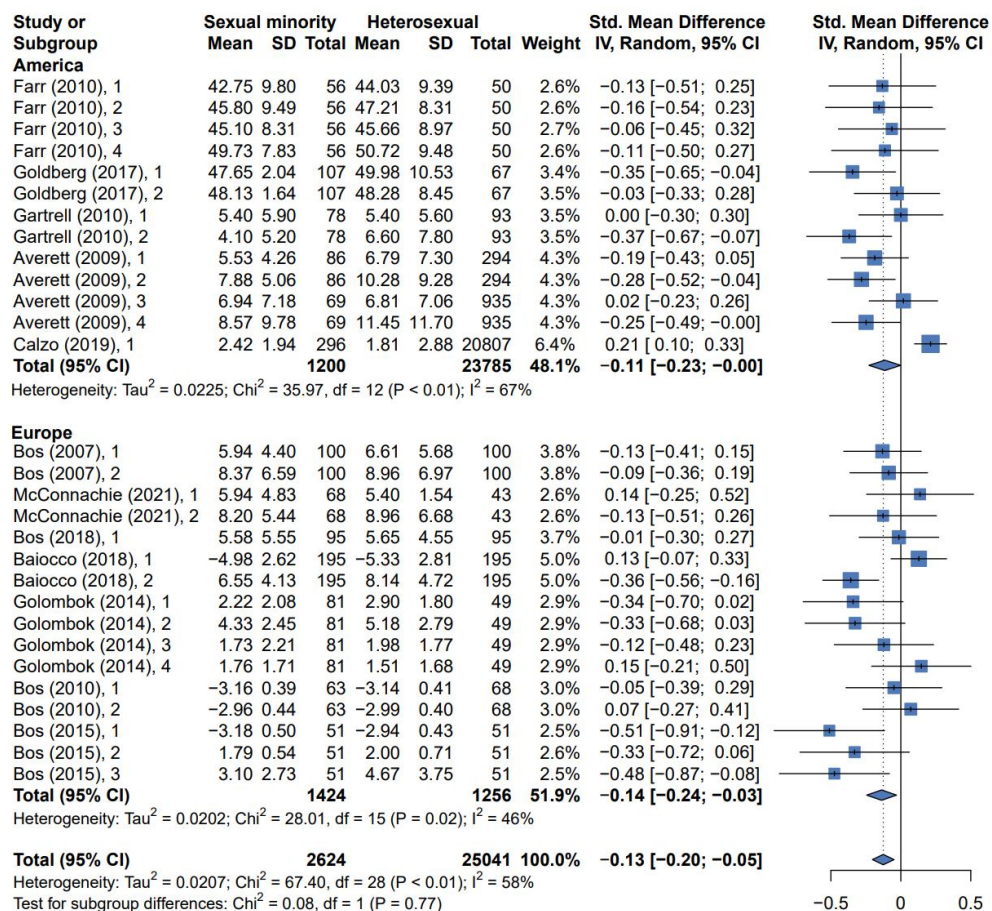 Study or Sexual minority Heterosexual Std. Mean Difference Std. Mean Difference
Subgroup Mean SD Total Mean SD Total Weight IV, Random, 95% CI IV, Random, 95% CI
America
Farr (2010), 1 42.75 9.80 56 44.03 9.39 50 2.6% −0.13 [−0.51; 0.25]
Farr (2010), 2 45.80 9.49 56 47.21 8.31 50 2.6% −0.16 [−0.54; 0.23]
Farr (2010), 3 45.10 8.31 56 45.66 8.97 50 2.7% −0.06 [−0.45; 0.32]
Farr (2010), 4 49.73 7.83 56 50.72 9.48 50 2.6% −0.11 [−0.50; 0.27]
Goldberg (2017), 1 47.65 2.04 107 49.98 10.53 67 3.4% −0.35 [−0.65; −0.04]
Goldberg (2017), 2 48.13 1.64 107 48.28 8.45 67 3.5% −0.03 [−0.33; 0.28]
Gartrell (2010), 1 5.40 5.90 78 5.40 5.60 93 3.5% 0.00 [−0.30; 0.30]
Gartrell (2010), 2 4.10 5.20 78 6.60 7.80 93 3.5% −0.37 [−0.67; −0.07]
Averett (2009), 1 5.53 4.26 86 6.79 7.30 294 4.3% −0.19 [−0.43; 0.05]
Averett (2009), 2 7.88 5.06 86 10.28 9.28 294 4.3% −0.28 [−0.52; −0.04]
Averett (2009), 3 6.94 7.18 69 6.81 7.06 935 4.3% 0.02 [−0.23; 0.26]
Averett (2009), 4 8.57 9.78 69 11.45 11.70 935 4.3% −0.25 [−0.49; −0.00]
Calzo (2019), 1 2.42 1.94 296 1.81 2.88 20807 6.4% 0.21 [0.10; 0.33]
Total (95% CI) 1200 23785 48.1% −0.11 [−0.23; −0.00]
Heterogeneity: Tau² = 0.0225; Chi² = 35.97, df = 12 (P < 0.01); I² = 67%
Europe
Bos (2007), 1 5.94 4.40 100 6.61 5.68 100 3.8% −0.13 [−0.41; 0.15]
Bos (2007), 2 8.37 6.59 100 8.96 6.97 100 3.8% −0.09 [−0.36; 0.19]
McConnachie (2021), 1 5.94 4.83 68 5.40 1.54 43 2.6% 0.14 [−0.25; 0.52]
McConnachie (2021), 2 8.20 5.44 68 8.96 6.68 43 2.6% −0.13 [−0.51; 0.26]
Bos (2018), 1 5.58 5.55 95 5.65 4.55 95 3.7% −0.01 [−0.30; 0.27]
Baiocco (2018), 1 −4.98 2.62 195 −5.33 2.81 195 5.0% 0.13 [−0.07; 0.33]
Baiocco (2018), 2 6.55 4.13 195 8.14 4.72 195 5.0% −0.36 [−0.56; −0.16]
Golombok (2014), 1 2.22 2.08 81 2.90 1.80 49 2.9% −0.34 [−0.70; 0.02]
Golombok (2014), 2 4.33 2.45 81 5.18 2.79 49 2.9% −0.33 [−0.68; 0.03]
Golombok (2014), 3 1.73 2.21 81 1.98 1.77 49 2.9% −0.12 [−0.48; 0.23]
Golombok (2014), 4 1.76 1.71 81 1.51 1.68 49 2.9% 0.15 [−0.21; 0.50]
Bos (2010), 1 −3.16 0.39 63 −3.14 0.41 68 3.0% −0.05 [−0.39; 0.29]
Bos (2010), 2 −2.96 0.44 63 −2.99 0.40 68 3.0% 0.07 [−0.27; 0.41]
Bos (2015), 1 −3.18 0.50 51 −2.94 0.43 51 2.5% −0.51 [−0.91; −0.12]
Bos (2015), 2 1.79 0.54 51 2.00 0.71 51 2.6% −0.33 [−0.72; 0.06]
Bos (2015), 3 3.10 2.73 51 4.67 3.75 51 2.5% −0.48 [−0.87; −0.08]
Total (95% CI) 1424 1256 51.9% −0.14 [−0.24; −0.03]
Heterogeneity: Tau² = 0.0202; Chi² = 28.01, df = 15 (P = 0.02); I² = 46%
Total (95% CI) 2624 25041 100.0% −0.13 [−0.20; −0.05]
Heterogeneity: Tau² = 0.0207; Chi² = 67.40, df = 28 (P < 0.01); I² = 58%
Test for subgroup differences: Chi² = 0.08, df = 1 (P = 0.77) −0.5 0 0.5